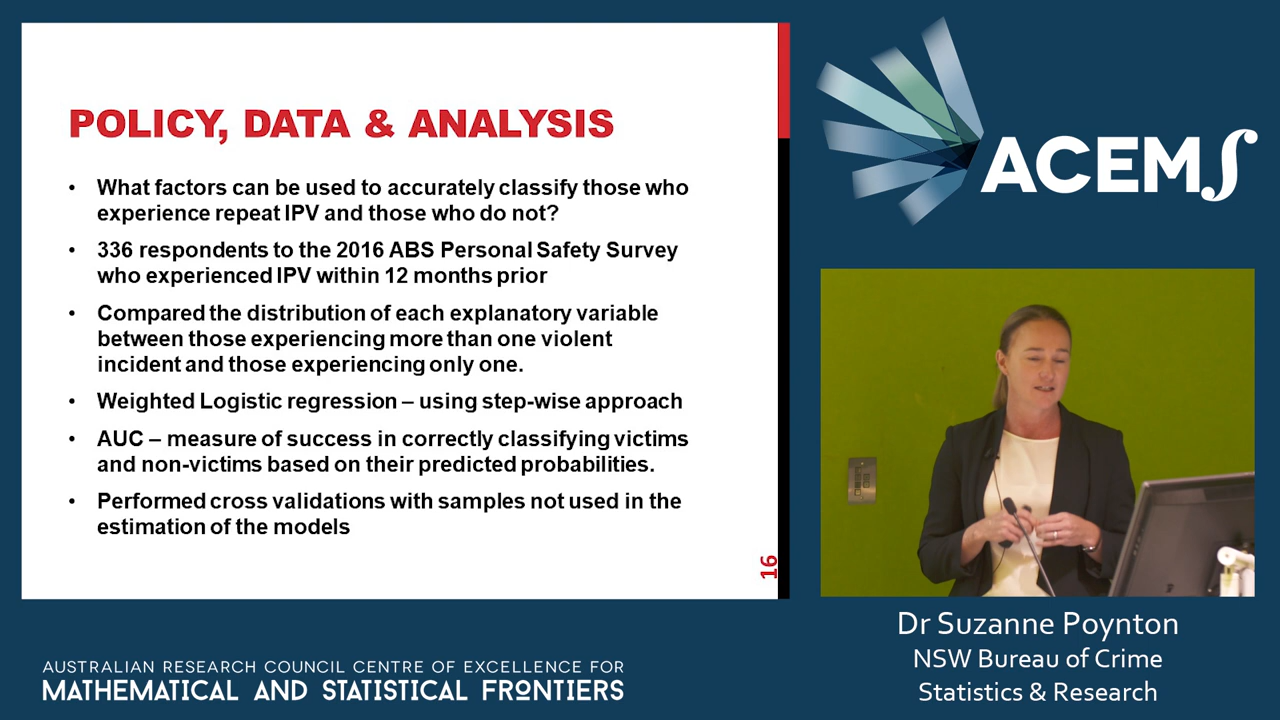 POLICY, DATA & ANALYSIS
• What factors can be used to accurately classify those who
experience repeat IPV and those who do not?
• 336 respondents to the 2016 ABS Personal Safety Survey
who experienced IPV within 12 months prior
• Compared the distribution of each explanatory variable
between those experiencing more than one violent
incident and those experiencing only one.
• Weighted Logistic regression – using step-wise approach
• AUC – measure of success in correctly classifying victims
and non-victims based on their predicted probabilities.
• Performed cross validations with samples not used in the
estimation of the models
16
ACEMS
Dr Suzanne Poynton
NSW Bureau of Crime
Statistics & Research
AUSTRALIAN RESEARCH COUNCIL CENTRE OF EXCELLENCE FOR
MATHEMATICAL AND STATISTICAL FRONTIERS